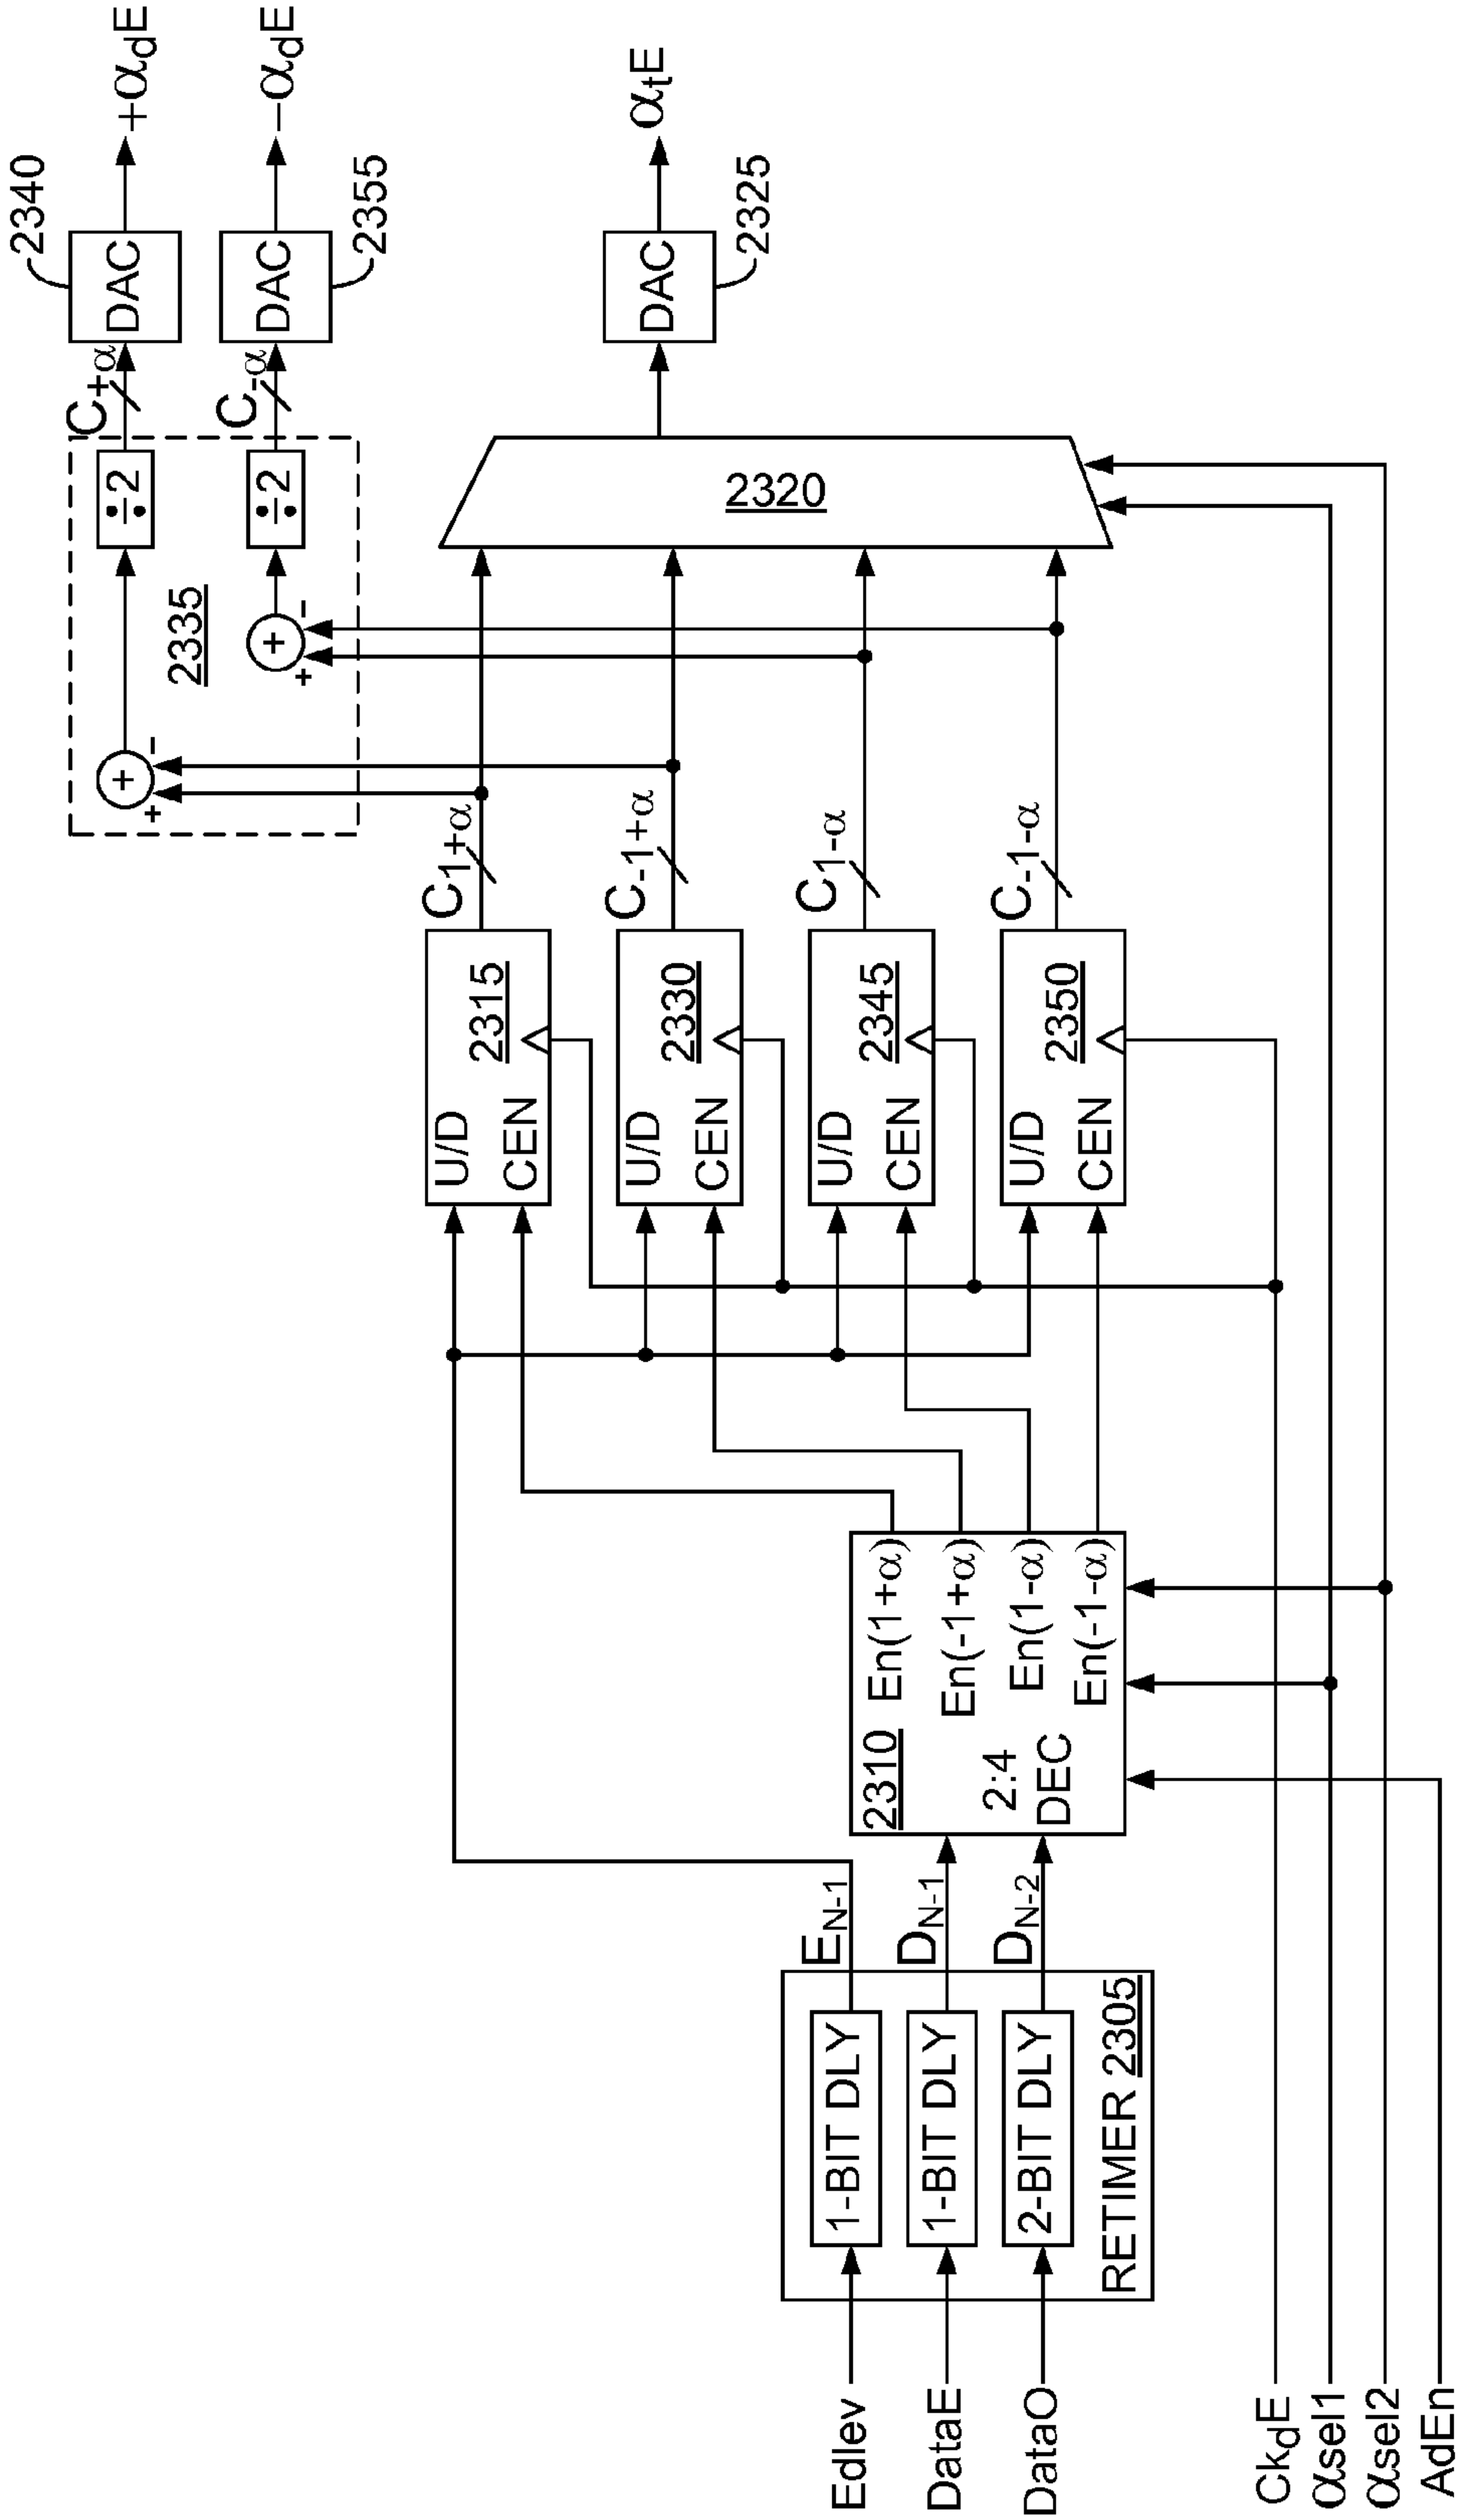 Edlev
DataE
DataO
CkdE
αsel1
αsel2
AdEn
1-BIT DLY
1-BIT DLY
2-BIT DLY
RETIMER 2305
EN-1
DN-1
DN-2
2310
2:4
DEC
En(1+α)
En(-1+α)
En(1-α)
En(-1-α)
U/D
CEN
2315
U/D
CEN
2330
U/D
CEN
2345
U/D
CEN
2350
C1+α
C-1+α
C1-α
C-1-α
+
+
-
+
+
-
2335
÷2
÷2
2320
C+α
C-α
DAC
2340
DAC
2355
DAC
2325
+αdE
−αdE
αtE